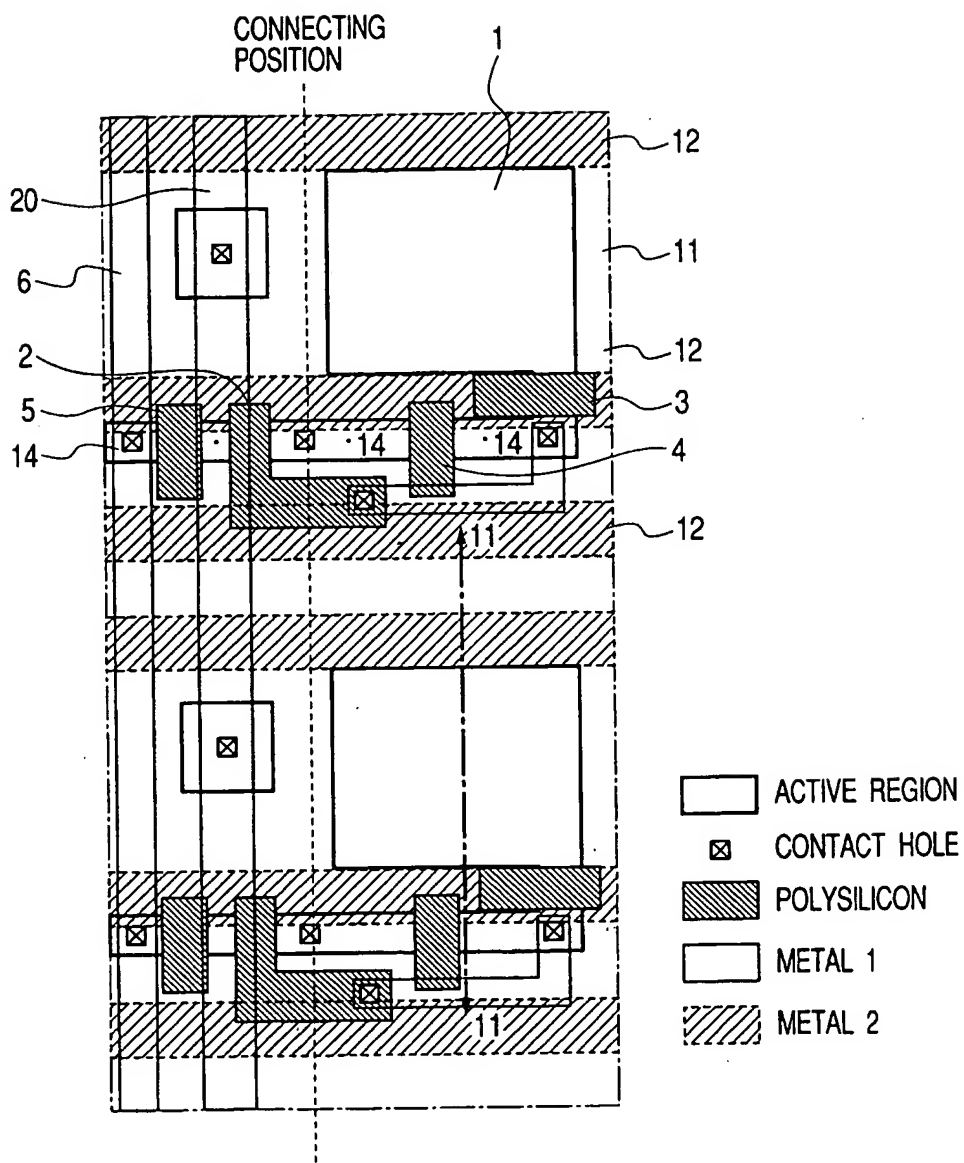 CONNECTING
POSITION
1
12
20
11
6
12
2
5
3
14
14
14
4
11
12
11
ACTIVE REGION
CONTACT HOLE
POLYSILICON
METAL 1
METAL 2